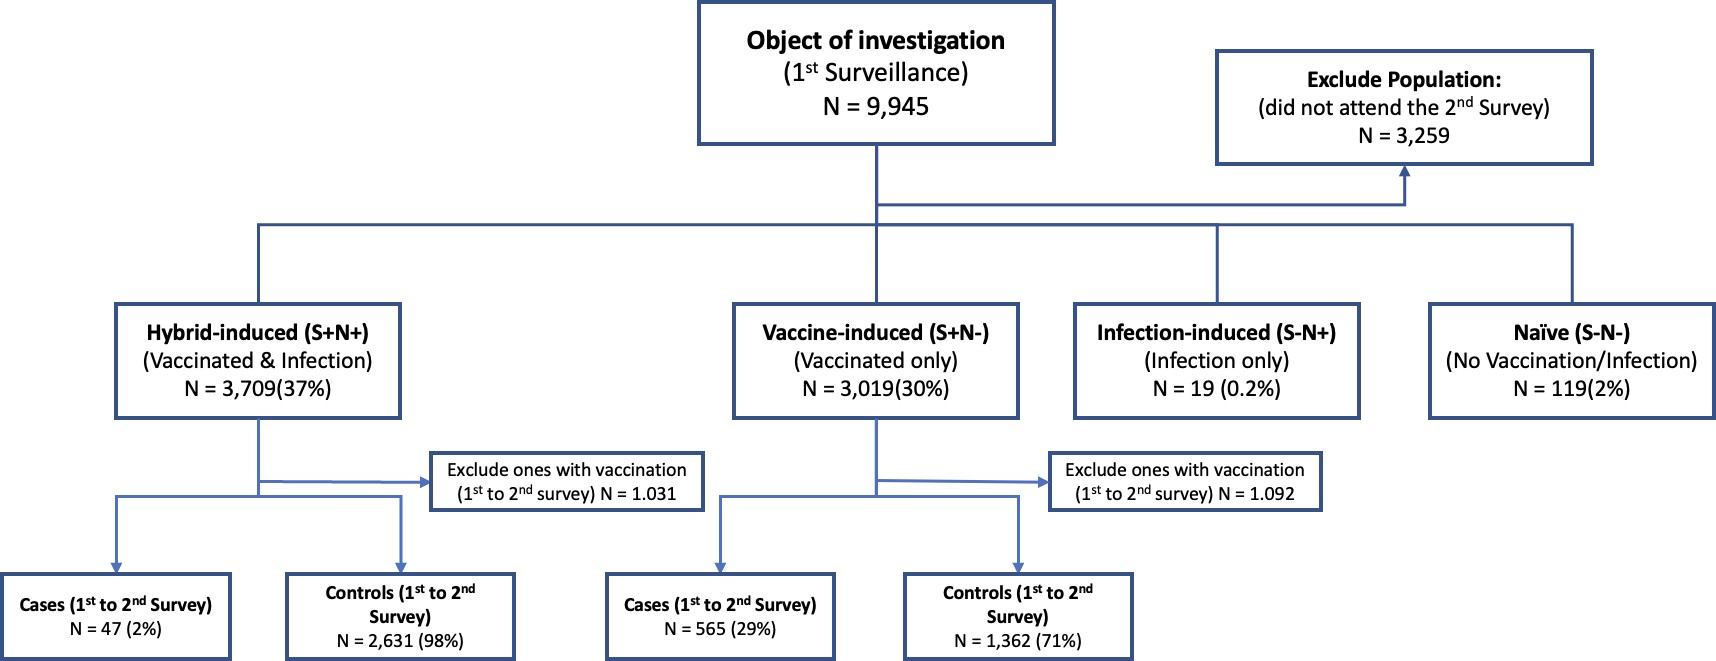 Object of investigation
(1st Surveillance)
N = 9,945
Exclude Population:
(did not attend the 2nd Survey)
N = 3,259
Hybrid-induced (S+N+)
(Vaccinated & Infection)
N = 3,709(37%)
Vaccine-induced (S+N-)
(Vaccinated only)
N = 3,019(30%)
Infection-induced (S-N+)
(Infection only)
N = 19 (0.2%)
Naïve (S-N-)
(No Vaccination/Infection)
N = 119(2%)
Exclude ones with vaccination
(1st to 2nd survey) N = 1.031
Exclude ones with vaccination
(1st to 2nd survey) N = 1.092
Cases (1st to 2nd Survey)
N = 47 (2%)
Controls (1st to 2nd
Survey)
N = 2,631 (98%)
Cases (1st to 2nd Survey)
N = 565 (29%)
Controls (1st to 2nd
Survey)
N = 1,362 (71%)